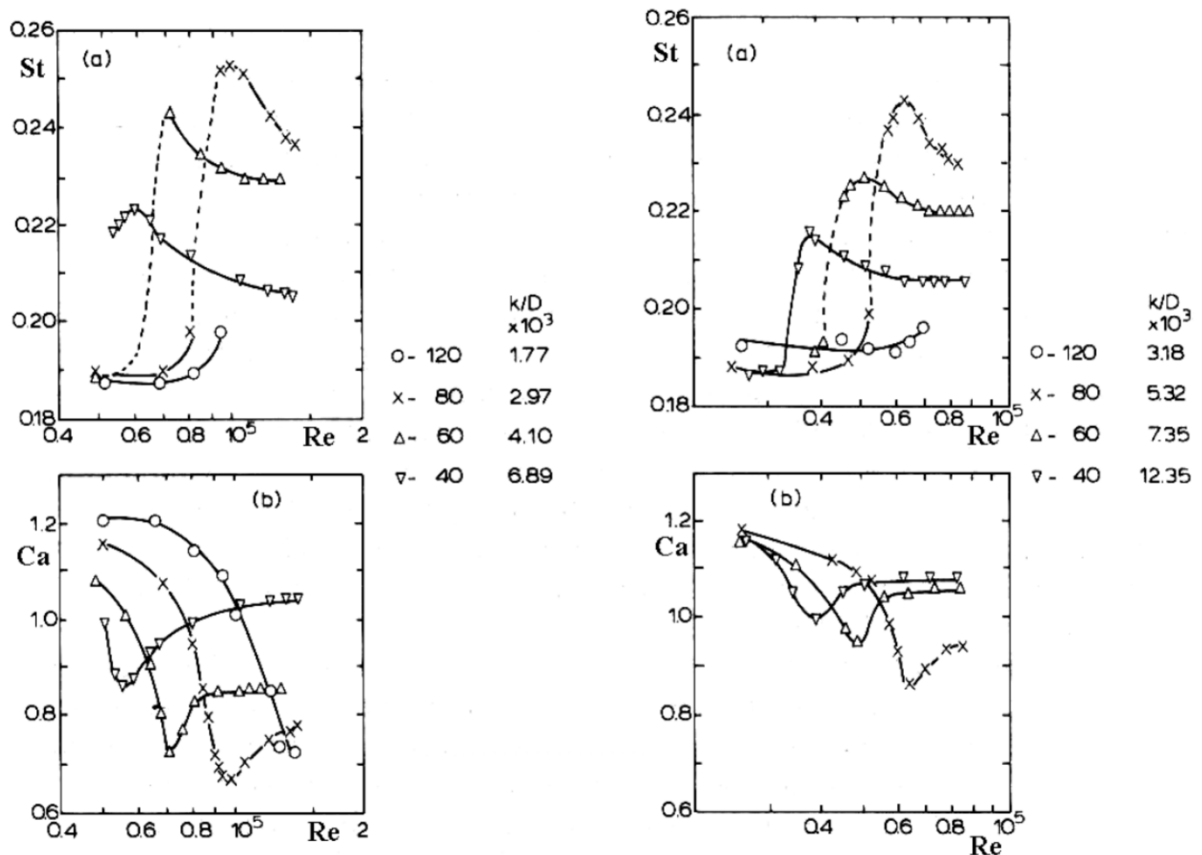 0.26
St
(a)
0.24
0.22
0.20
0.18
0.4 0.6 0.8 10⁵ Re 2
k/D
×10³
O - 120 1.77
× - 80 2.97
△ - 60 4.10
▽ - 40 6.89
(b)
1.2
Ca
1.0
0.8
0.6
0.4 0.6 0.8 10⁵ Re 2
0.26
St
(a)
0.24
0.22
0.20
0.18
0.4 0.6 0.8 10⁵
Re
k/D
×10³
O - 120 3.18
× - 80 5.32
△ - 60 7.35
▽ - 40 12.35
(b)
1.2
Ca
1.0
0.8
0.6
0.4 0.6 0.8 10⁵
Re